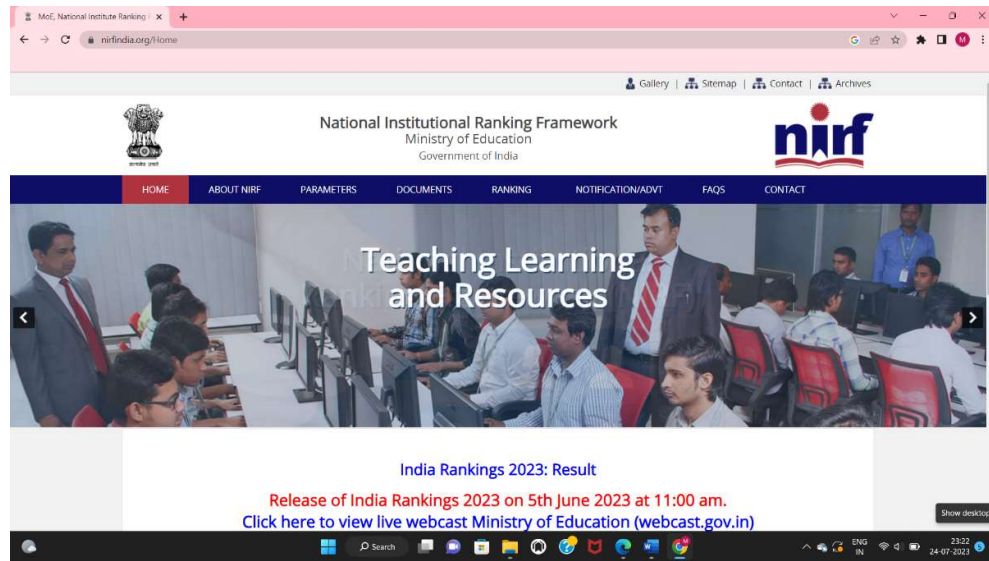 MoE, National Institute Ranking
nirfindia.org/Home
M
Gallery | Sitemap | Contact | Archives
National Institutional Ranking Framework
Ministry of Education
Government of India
सत्यमेव जयते
nirf
HOME ABOUT NIRF PARAMETERS DOCUMENTS RANKING NOTIFICATION/ADVT FAQS CONTACT
Teaching Learning
and Resources
India Rankings 2023: Result
Release of India Rankings 2023 on 5th June 2023 at 11:00 am.
Click here to view live webcast Ministry of Education (webcast.gov.in)
Show desktop
Search
ENG
IN
23:22
24-07-2023